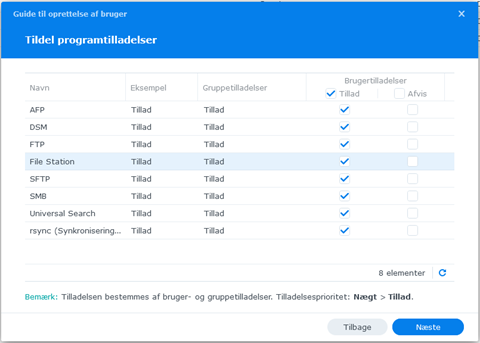 Guide til oprettelse af bruger
Tildel programtilladelser
Brugertilladelser
Navn Eksempel Gruppetilladelser Tillad Afvis
AFP Tillad Tillad
DSM Tillad Tillad
FTP Tillad Tillad
File Station Tillad Tillad
SFTP Tillad Tillad
SMB Tillad Tillad
Universal Search Tillad Tillad
rsync (Synkronisering... Tillad Tillad
8 elementer
Bemærk: Tilladelsen bestemmes af bruger- og gruppetilladelser. Tilladelsesprioritet: Nægt > Tillad.
Tilbage Næste